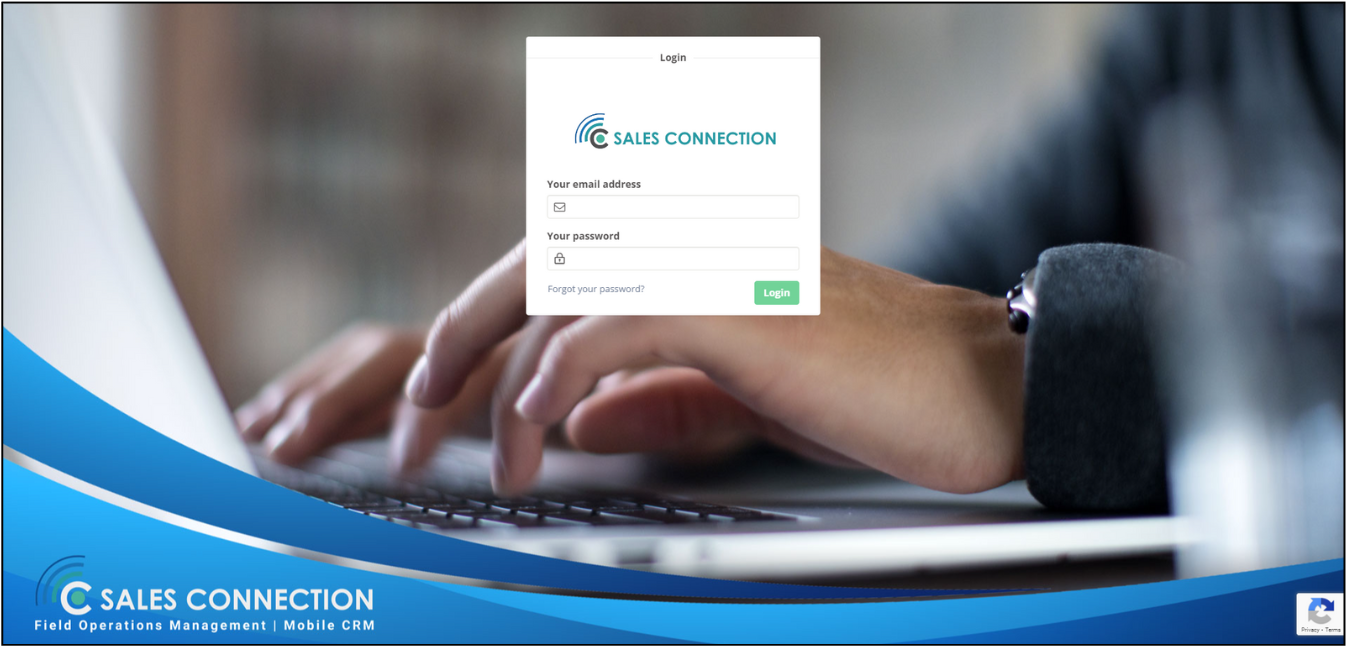 Login
SALES CONNECTION
Your email address
Your password
Forgot your password?
Login
SALES CONNECTION
Field Operations Management | Mobile CRM
Privacy - Terms